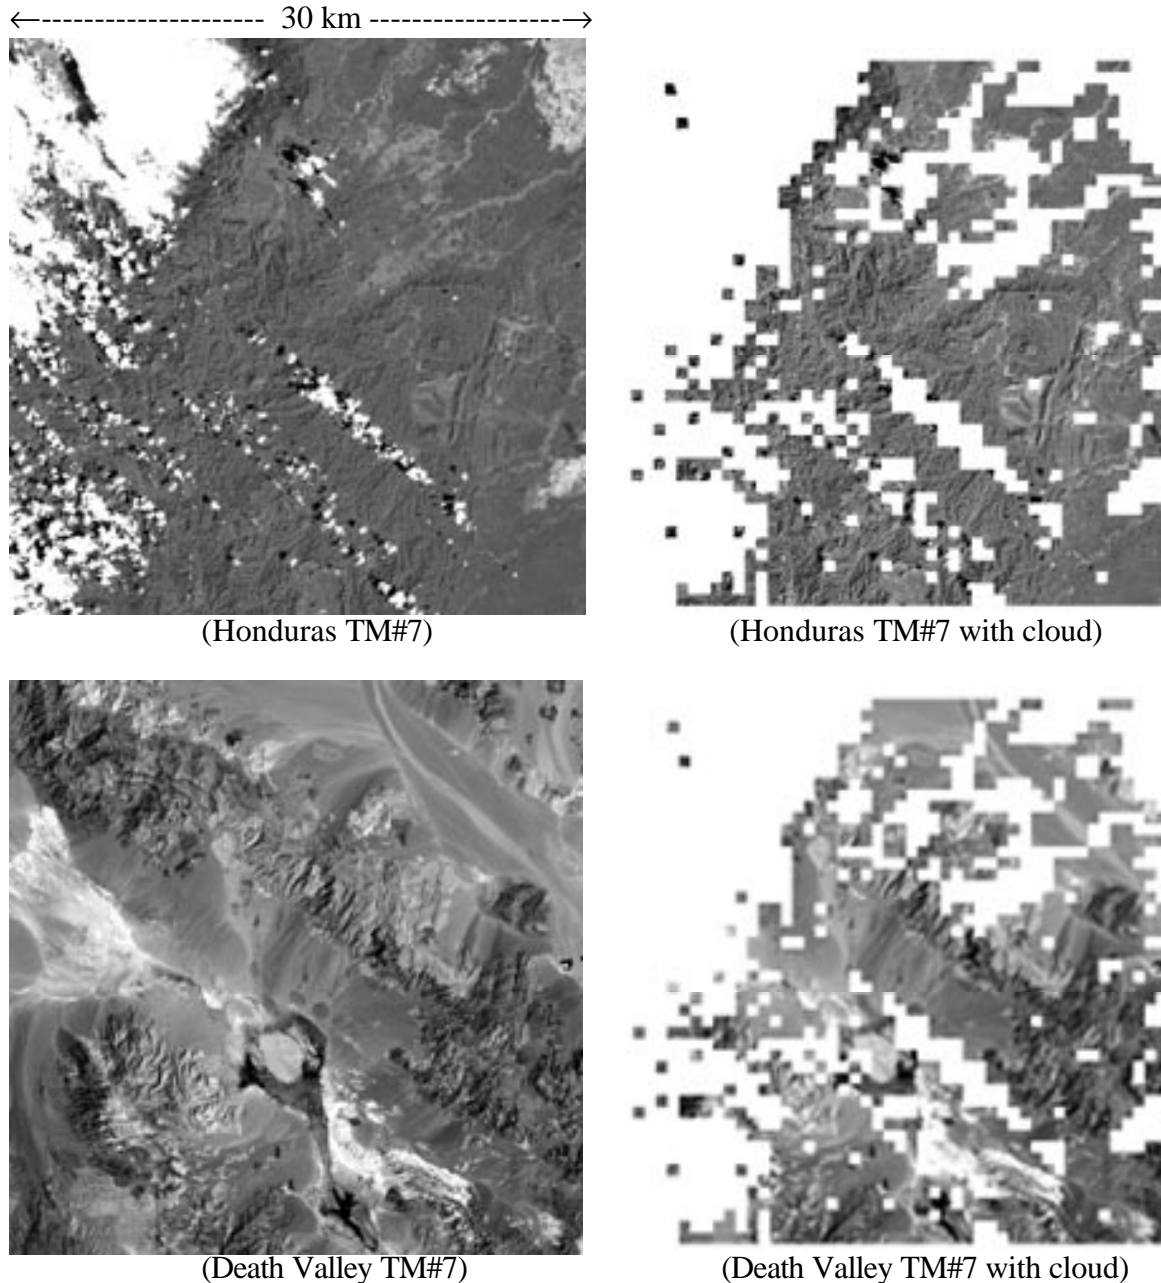 ←--------------------- 30 km ------------------→
(Honduras TM#7)
(Honduras TM#7 with cloud)
(Death Valley TM#7)
(Death Valley TM#7 with cloud)